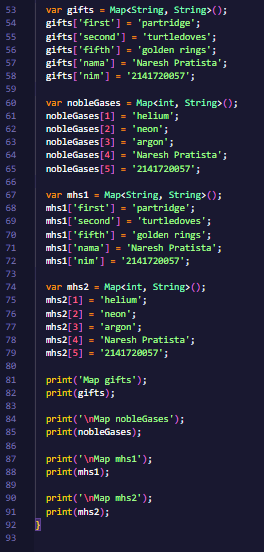 53 var gifts = Map<String, String>();
54 gifts['first'] = 'partridge';
55 gifts['second'] = 'turtledoves';
56 gifts['fifth'] = 'golden rings';
57 gifts['nama'] = 'Naresh Pratista';
58 gifts['nim'] = '2141720057';
59
60 var nobleGases = Map<int, String>();
61 nobleGases[1] = 'helium';
62 nobleGases[2] = 'neon';
63 nobleGases[3] = 'argon';
64 nobleGases[4] = 'Naresh Pratista';
65 nobleGases[5] = '2141720057';
66
67 var mhs1 = Map<String, String>();
68 mhs1['first'] = 'partridge';
69 mhs1['second'] = 'turtledoves';
70 mhs1['fifth'] = 'golden rings';
71 mhs1['nama'] = 'Naresh Pratista';
72 mhs1['nim'] = '2141720057';
73
74 var mhs2 = Map<int, String>();
75 mhs2[1] = 'helium';
76 mhs2[2] = 'neon';
77 mhs2[3] = 'argon';
78 mhs2[4] = 'Naresh Pratista';
79 mhs2[5] = '2141720057';
80
81 print('Map gifts');
82 print(gifts);
83
84 print('\nMap nobleGases');
85 print(nobleGases);
86
87 print('\nMap mhs1');
88 print(mhs1);
89
90 print('\nMap mhs2');
91 print(mhs2);
92 }
93